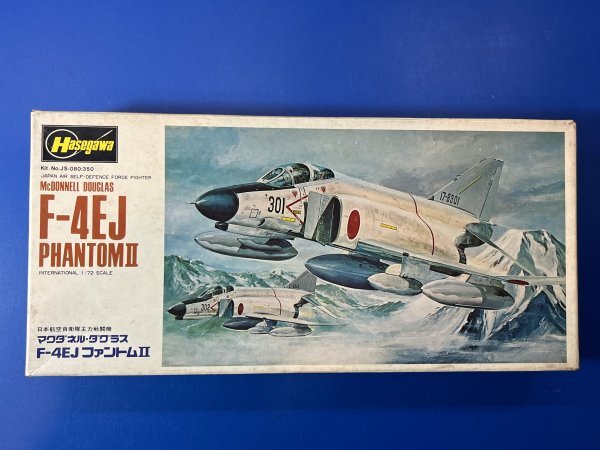 Hasegawa
Kit No.JS-080:350
JAPAN AIR SELF-DEFENCE FORCE FIGHTER
McDONNELL DOUGLAS
F-4EJ
PHANTOM II
INTERNATIONAL 1/72 SCALE
日本航空自衛隊主力戦闘機
マクダネル・ダグラス
F-4EJ ファントムII
301
17-8301
302